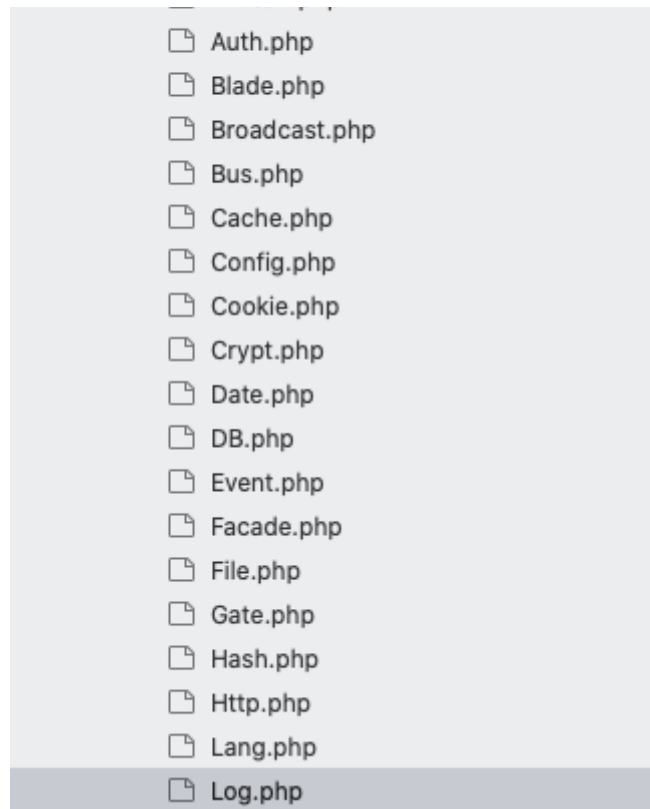 Auth.php
Blade.php
Broadcast.php
Bus.php
Cache.php
Config.php
Cookie.php
Crypt.php
Date.php
DB.php
Event.php
Facade.php
File.php
Gate.php
Hash.php
Http.php
Lang.php
Log.php